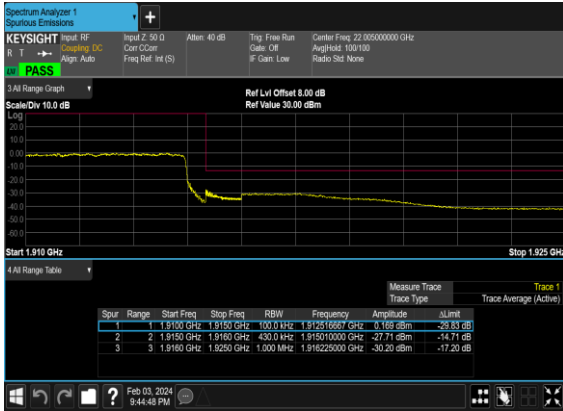 Spectrum Analyzer 1
Spurious Emissions
+
KEYSIGHT Input: RF Input Z: 50 Ω Atten: 40 dB Trig: Free Run Center Freq: 22.005000000 GHz
R T Coupling: DC Corr CCorr Gate: Off Avg|Hold: 100/100
Align: Auto Freq Ref: Int (S) IF Gain: Low Radio Std: None
PASS
3 All Range Graph
Ref Lvl Offset 8.00 dB
Scale/Div 10.0 dB Ref Value 30.00 dBm
Log
20.0
10.0
0.00
-10.0
-20.0
-30.0
-40.0
-50.0
-60.0
Start 1.910 GHz Stop 1.925 GHz
4 All Range Table
Measure Trace Trace 1
Trace Type Trace Average (Active)
Spur Range Start Freq Stop Freq RBW Frequency Amplitude ΔLimit
1 1 1.9100 GHz 1.9150 GHz 100.0 kHz 1.912516667 GHz 0.169 dBm -29.83 dB
2 2 1.9150 GHz 1.9160 GHz 430.0 kHz 1.915010000 GHz -27.71 dBm -14.71 dB
3 3 1.9160 GHz 1.9250 GHz 1.000 MHz 1.916225000 GHz -30.20 dBm -17.20 dB
? Feb 03, 2024
9:44:48 PM